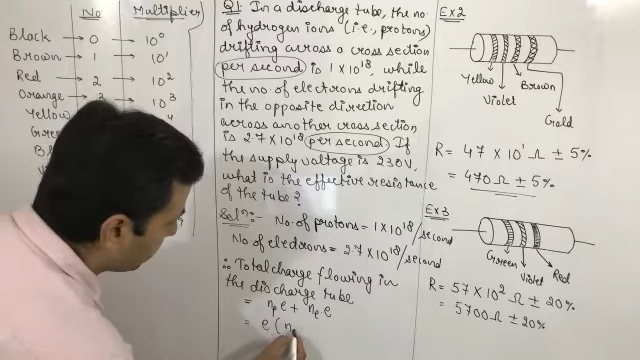 No
Multiplier
Black → 0 → 10⁰
Brown → 1 → 10¹
Red → 2 → 10²
Orange → 3 → 10³
Yellow
Q1: In a discharge tube, the no.
of hydrogen ions (i.e., protons)
drifting across a cross section
per second is 1 × 10¹⁸, while
the no. of electrons drifting
in the opposite direction
across another cross section
is 2.7 × 10¹⁸ per second. If
the supply voltage is 230V,
what is the effective resistance
of the tube?
Solⁿ:- No. of protons = 1 × 10¹⁸/second
No of electrons = 2.7 × 10¹⁸/second
∴ Total charge flowing in
the discharge tube
= nₚe + nₑe
= e(n
Ex 2
Yellow
Violet
Brown
Gold
R = 47 × 10¹ Ω ± 5%
= 470 Ω ± 5%
Ex 3
Green
Violet
Red
R = 57 × 10² Ω ± 20%
= 5700 Ω ± 20%